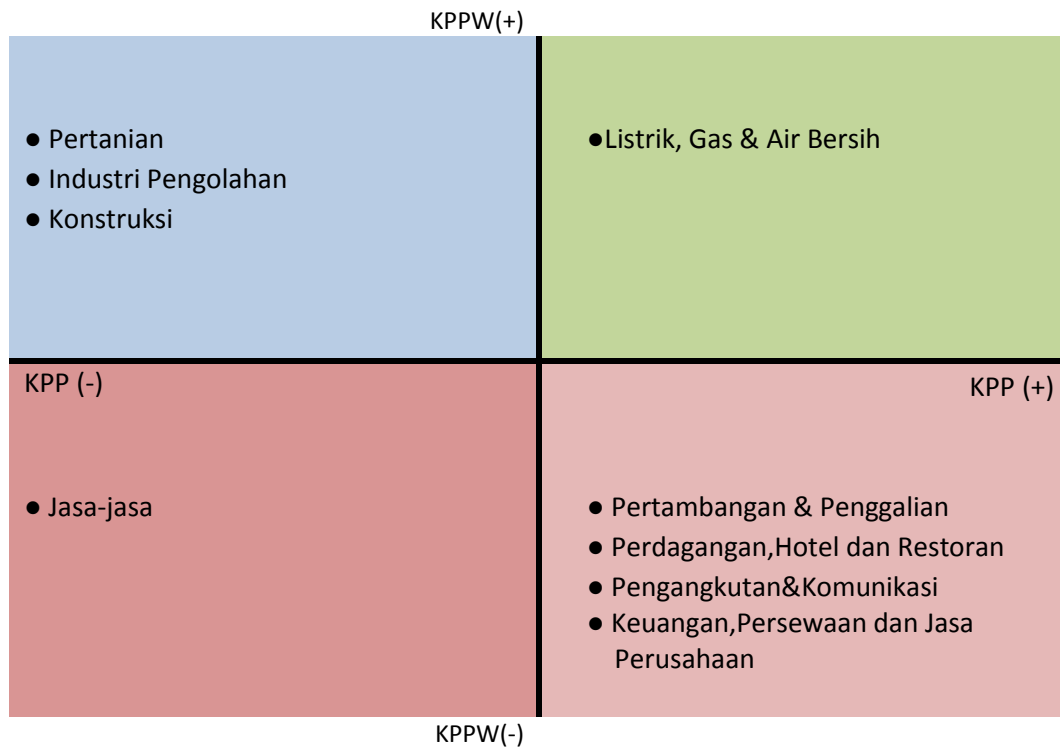 KPPW(+)
● Pertanian
● Industri Pengolahan
● Konstruksi
●Listrik, Gas & Air Bersih
KPP (-)
KPP (+)
● Jasa-jasa
● Pertambangan & Penggalian
● Perdagangan,Hotel dan Restoran
● Pengangkutan&Komunikasi
● Keuangan,Persewaan dan Jasa
Perusahaan
KPPW(-)